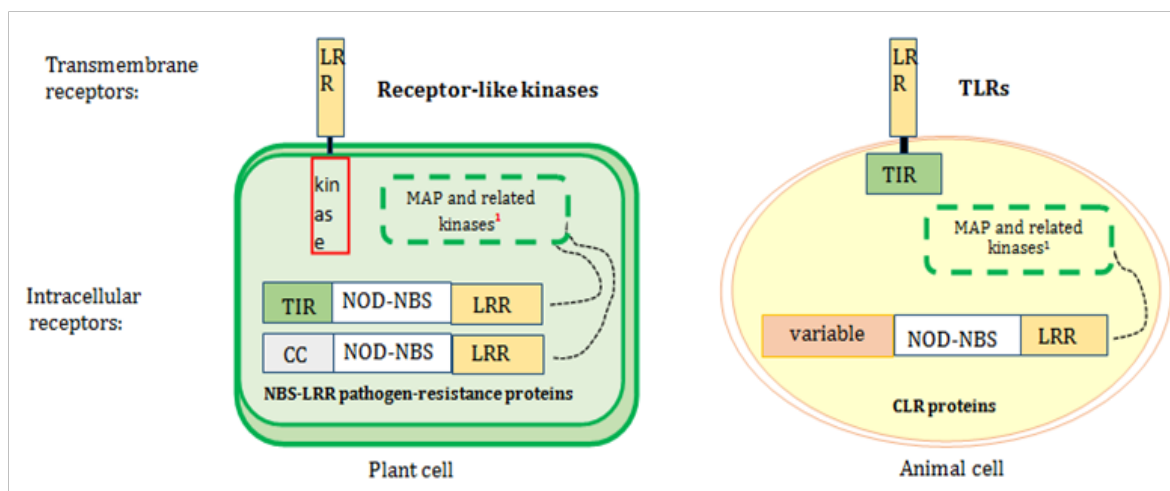 Transmembrane
receptors:
LR
R
Receptor-like kinases
LR
R
TLRs
kin
as
e
MAP and related
kinases¹
TIR
MAP and related
kinases¹
Intracellular
receptors:
TIR NOD-NBS LRR
CC NOD-NBS LRR
NBS-LRR pathogen-resistance proteins
variable NOD-NBS LRR
CLR proteins
Plant cell
Animal cell